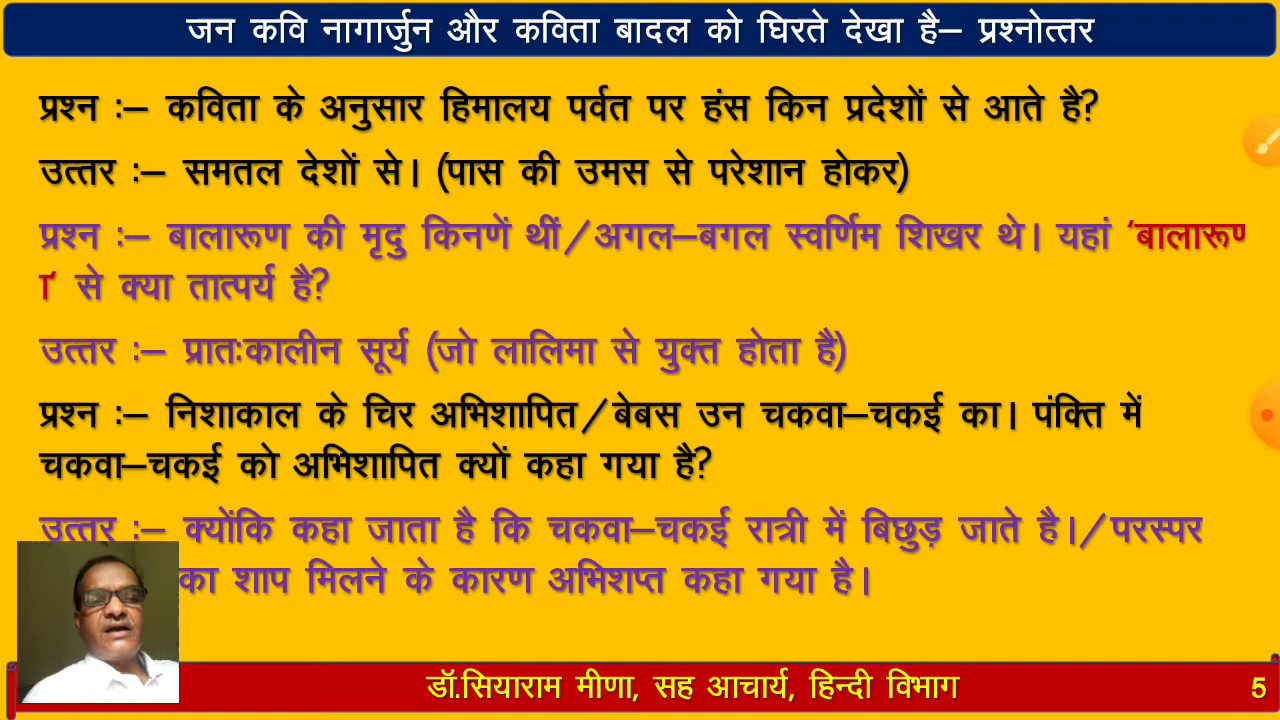 जन कवि नागार्जुन और कविता बादल को घिरते देखा है– प्रश्नोत्तर
प्रश्न :– कविता के अनुसार हिमालय पर्वत पर हंस किन प्रदेशों से आते है?
उत्तर :– समतल देशों से। (पास की उमस से परेशान होकर)
प्रश्न :– बालारूण की मृदु किनणें थीं/अगल–बगल स्वर्णिम शिखर थे। यहां ‘बालारूण
ा’ से क्या तात्पर्य है?
उत्तर :– प्रातःकालीन सूर्य (जो लालिमा से युक्त होता है)
प्रश्न :– निशाकाल के चिर अभिशापित/बेबस उन चकवा–चकई का। पंक्ति में
चकवा–चकई को अभिशापित क्यों कहा गया है?
उत्तर :– क्योंकि कहा जाता है कि चकवा–चकई रात्री में बिछुड़ जाते है।/परस्पर
का शाप मिलने के कारण अभिशप्त कहा गया है।
डॉ.सियाराम मीणा, सह आचार्य, हिन्दी विभाग 5